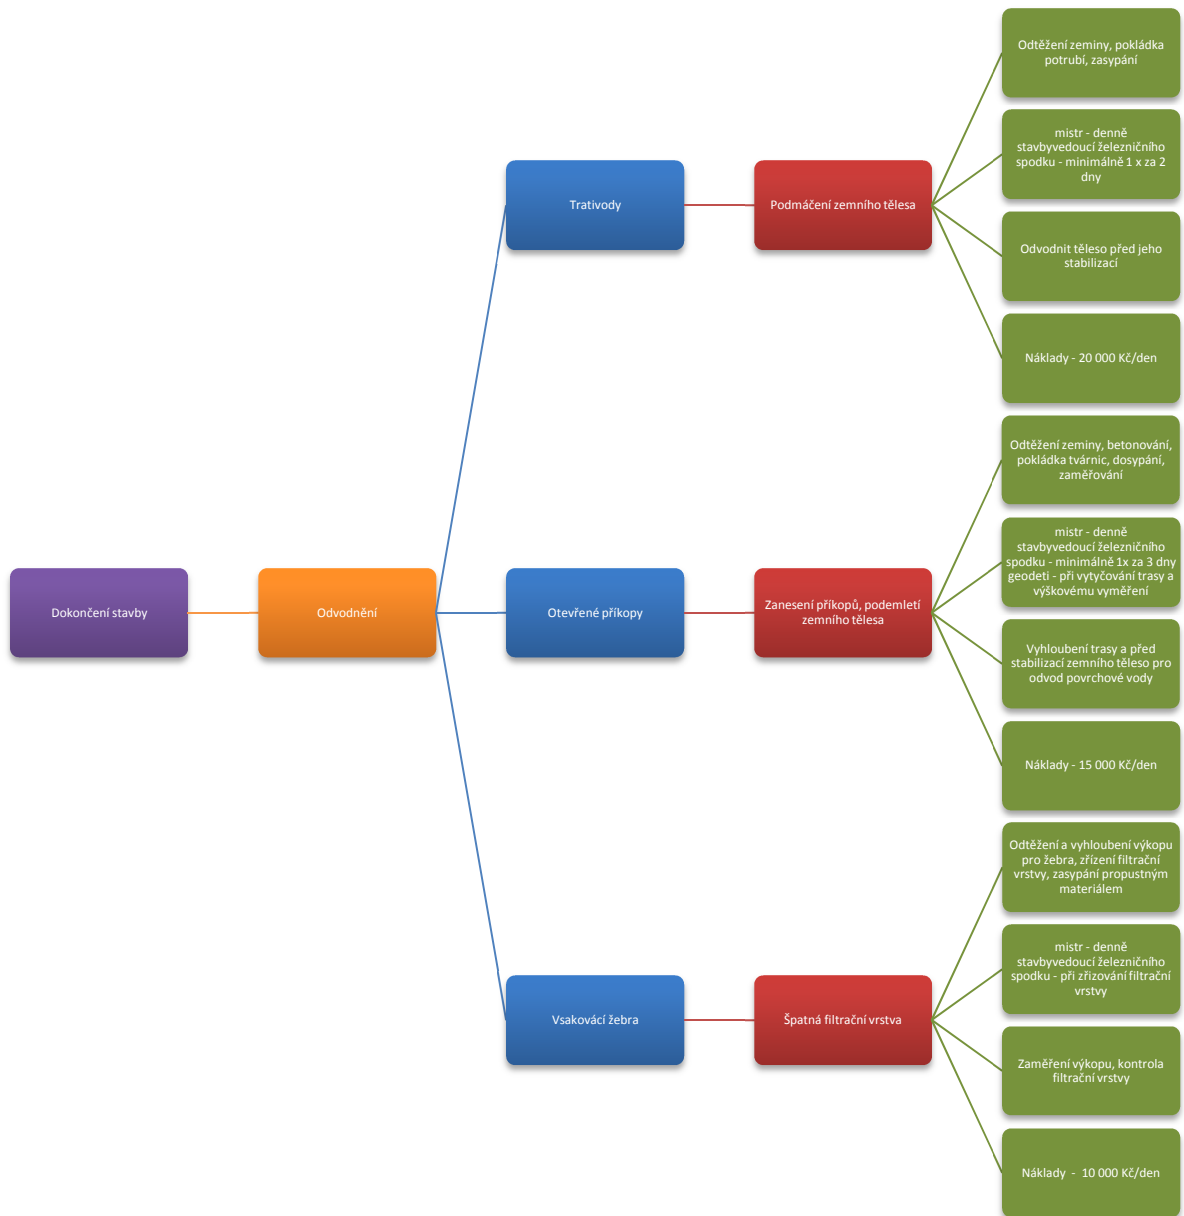 Dokončení stavby
Odvodnění
Trativody
Podmáčení zemního tělesa
Odtěžení zeminy, pokládka
potrubí, zasypání
mistr - denně
stavbyvedoucí železničního
spodku - minimálně 1 x za 2
dny
Odvodnit těleso před jeho
stabilizací
Náklady - 20 000 Kč/den
Otevřené příkopy
Zanesení příkopů, podemletí
zemního tělesa
Odtěžení zeminy, betonování,
pokládka tvárnic, dosypání,
zaměřování
mistr - denně
stavbyvedoucí železničního
spodku - minimálně 1x za 3 dny
geodeti - při vytyčování trasy a
výškovému vyměření
Vyhloubení trasy a před
stabilizací zemního těleso pro
odvod povrchové vody
Náklady - 15 000 Kč/den
Vsakovácí žebra
Špatná filtrační vrstva
Odtěžení a vyhloubení výkopu
pro žebra, zřízení filtrační
vrstvy, zasypání propustným
materiálem
mistr - denně
stavbyvedoucí železničního
spodku - při zřizování filtrační
vrstvy
Zaměření výkopu, kontrola
filtrační vrstvy
Náklady - 10 000 Kč/den